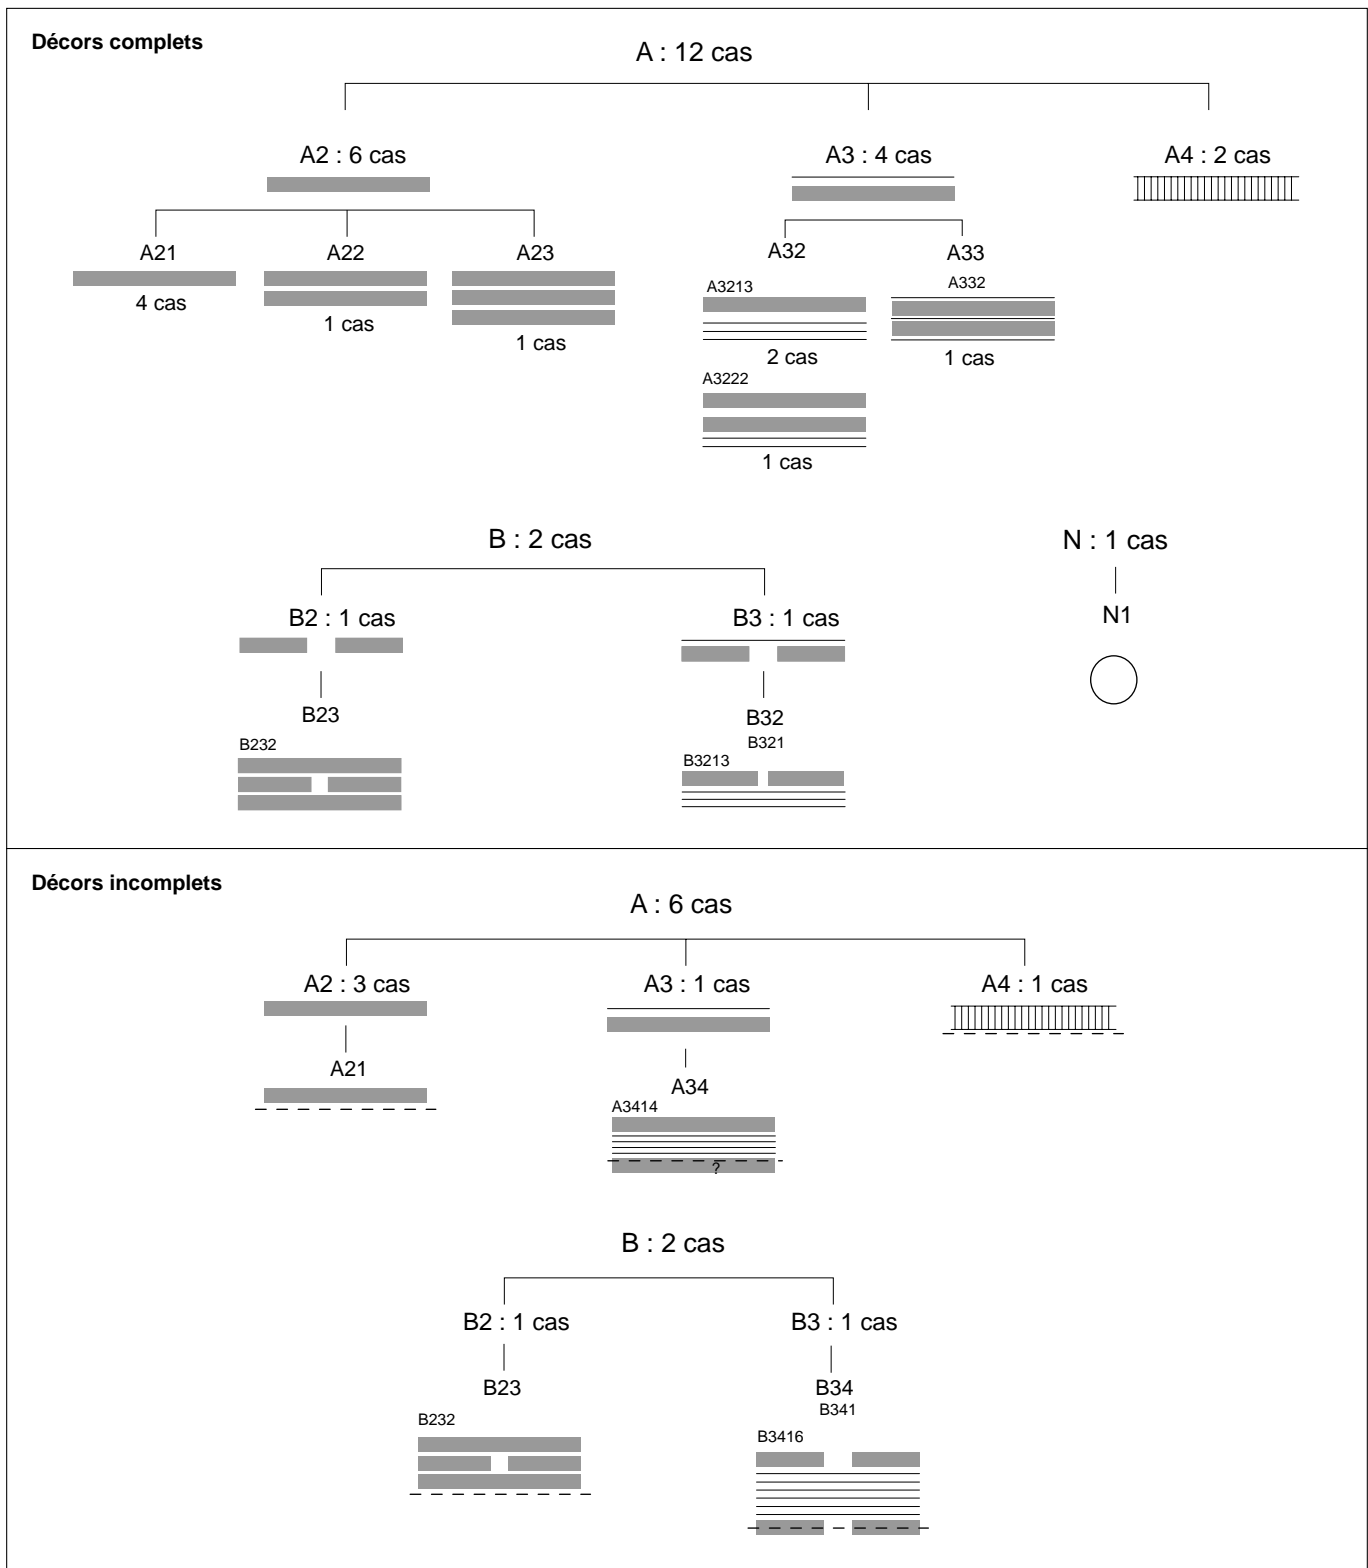 Décors complets
A : 12 cas
A2 : 6 cas
A3 : 4 cas
A4 : 2 cas
A21
A22
A23
A32
A33
4 cas
1 cas
1 cas
A3213
A332
2 cas
1 cas
A3222
1 cas
B : 2 cas
N : 1 cas
B2 : 1 cas
B3 : 1 cas
N1
B23
B32
B232
B321
B3213
Décors incomplets
A : 6 cas
A2 : 3 cas
A3 : 1 cas
A4 : 1 cas
A21
A34
A3414
?
B : 2 cas
B2 : 1 cas
B3 : 1 cas
B23
B34
B341
B232
B3416